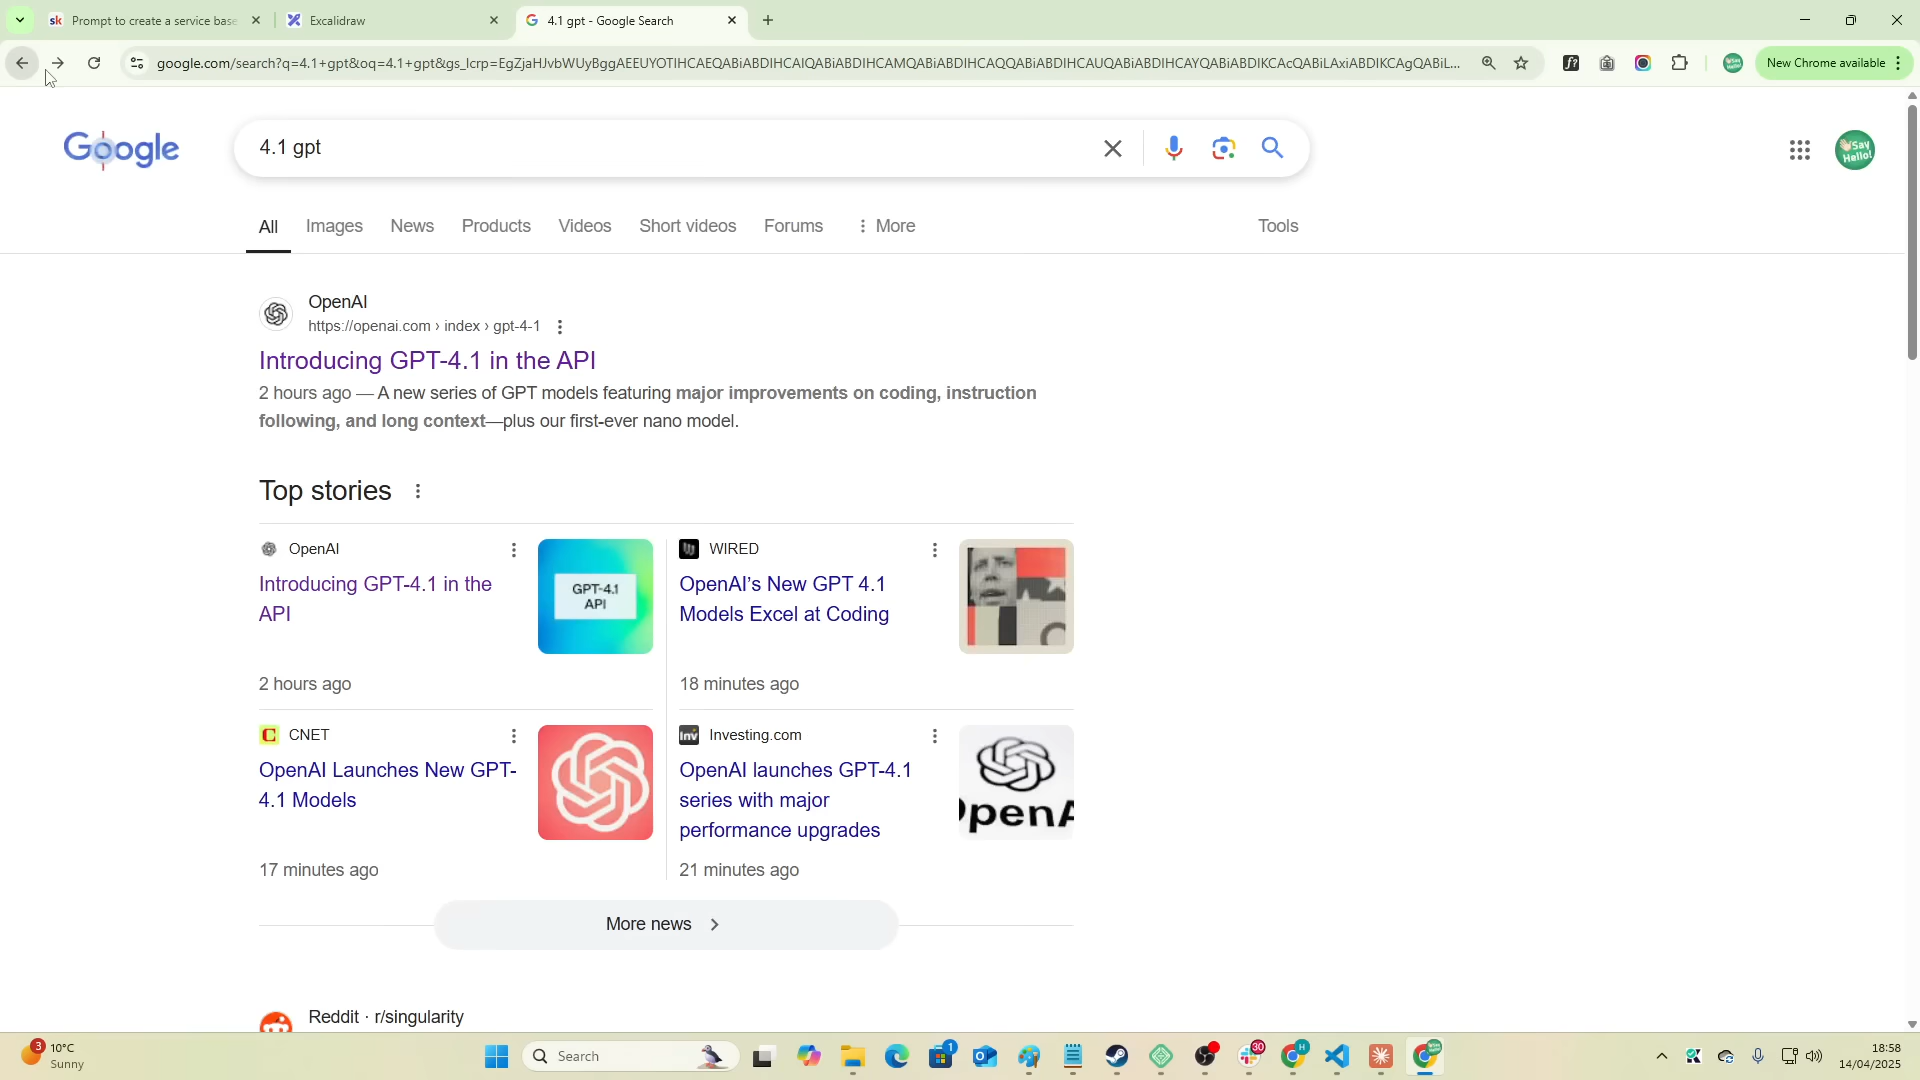 Prompt to create a service base
Excalidraw
4.1 gpt - Google Search
google.com/search?q=4.1+gpt&oq=4.1+gpt&gs_lcrp=EgZjaHJvbWUyBggAEEUYOTIHCAEQABiABDIHCAIQABiABDIHCAMQABiABDIHCAQQABiABDIHCAUQABiABDIHCAYQABiABDIKCAcQABiLAxiABDIKCAgQABiL...
New Chrome available
Google
4.1 gpt
Say Hello!
All
Images
News
Products
Videos
Short videos
Forums
More
Tools
OpenAI
https://openai.com › index › gpt-4-1
Introducing GPT-4.1 in the API
2 hours ago — A new series of GPT models featuring major improvements on coding, instruction
following, and long context—plus our first-ever nano model.
Top stories
OpenAI
Introducing GPT-4.1 in the
API
2 hours ago
GPT-4.1
API
WIRED
OpenAI's New GPT 4.1
Models Excel at Coding
18 minutes ago
CNET
OpenAI Launches New GPT-
4.1 Models
17 minutes ago
Investing.com
OpenAI launches GPT-4.1
series with major
performance upgrades
21 minutes ago
OpenA
More news
Reddit · r/singularity
3
10°C
Sunny
Search
1
30
18:58
14/04/2025